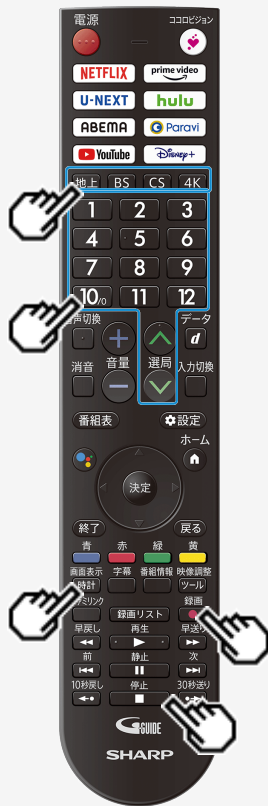 電源 ココロビジョン
NETFLIX prime video
U-NEXT hulu
ABEMA Paravi
YouTube Disney+
地上 BS CS 4K
1 2 3
4 5 6
7 8 9
10/0 11 12
声切換 データ
d
消音 音量 選局 入力切換
番組表 設定
ホーム
決定
終了 戻る
青 赤 緑 黄
画面表示 字幕 番組情報 映像調整
時計 ツール
ミリンク 録画
録画リスト
早戻し 再生 早送り
前 静止 次
10秒戻し 停止 30秒送り
G GUIDE
SHARP